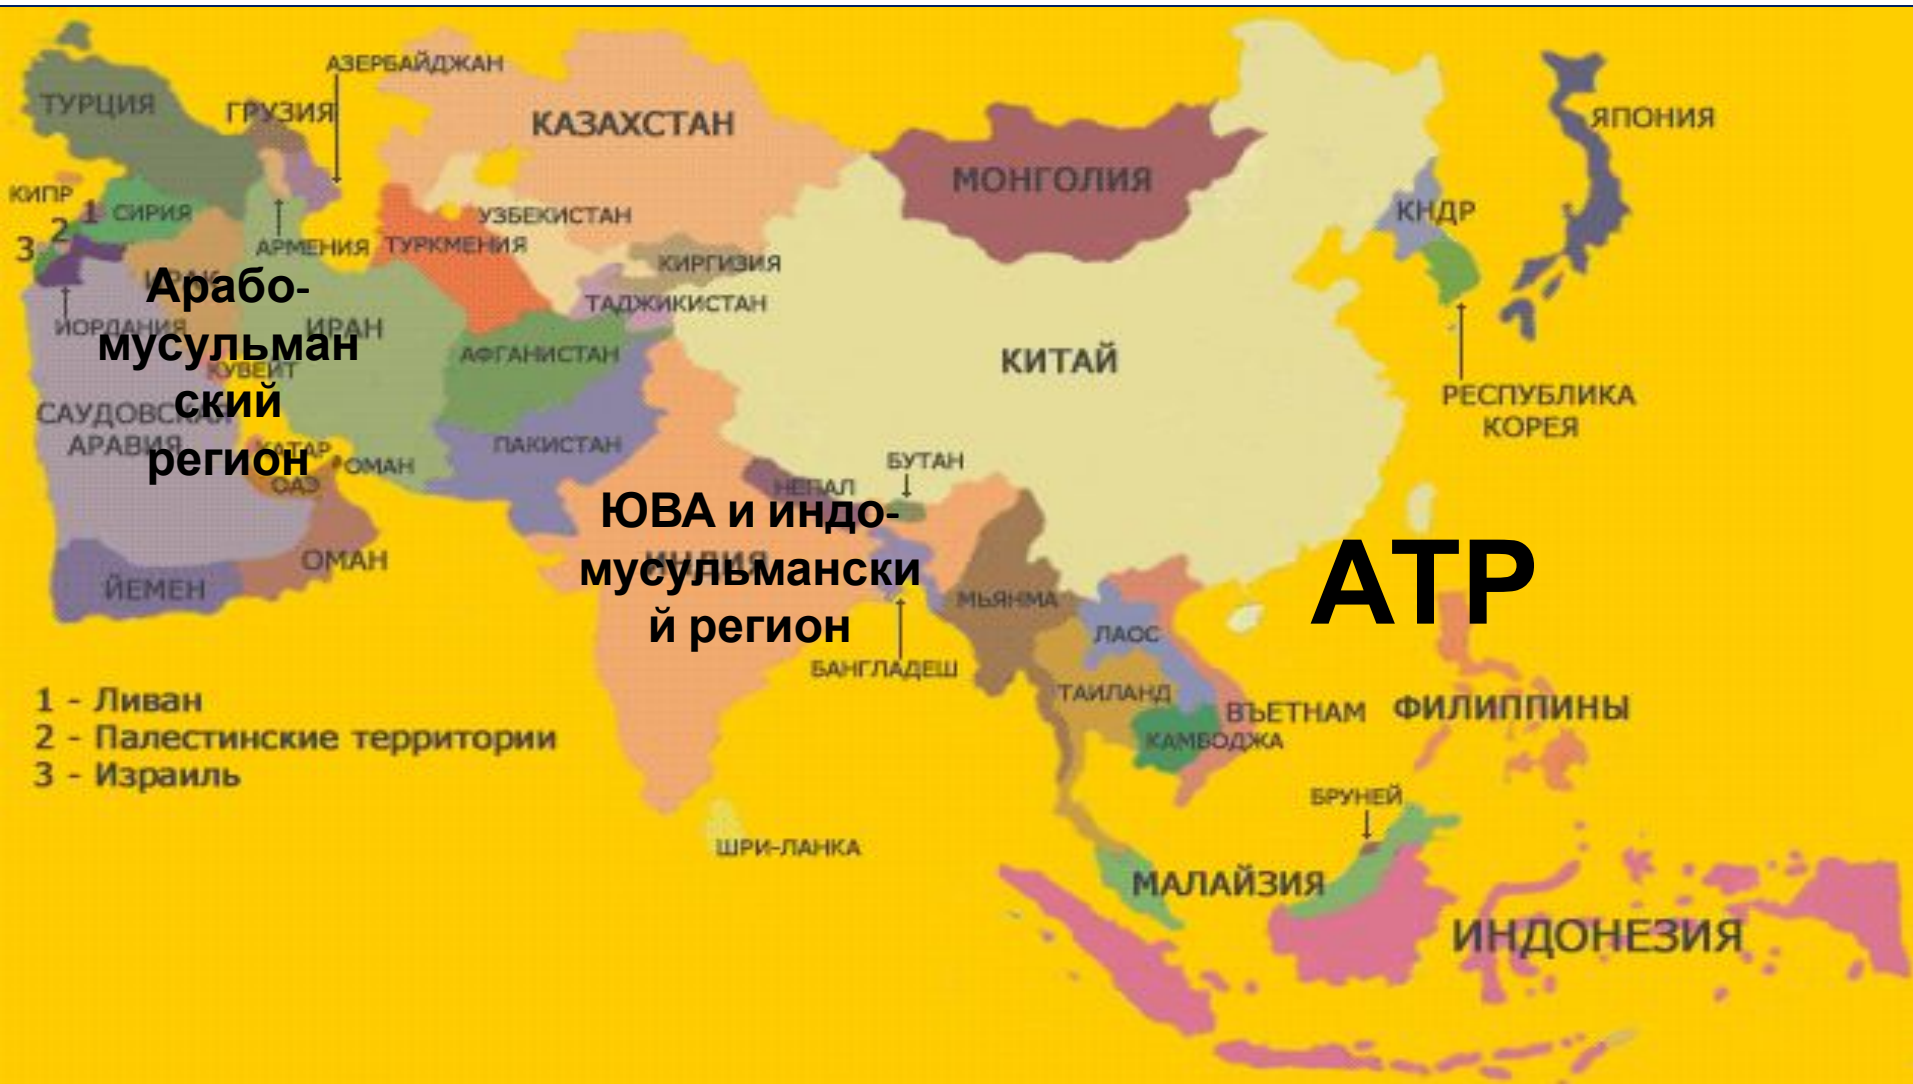 АЗЕРБАЙДЖАН
ТУРЦИЯ
ГРУЗИЯ
КАЗАХСТАН
ЯПОНИЯ
МОНГОЛИЯ
КИПР
1
СИРИЯ
2
3
УЗБЕКИСТАН
КНДР
АРМЕНИЯ
ТУРКМЕНИЯ
КИРГИЗИЯ
ИРАК
Арабо-
мусульман
ский
регион
ТАДЖИКИСТАН
ИОРДАНИЯ
ИРАН
АФГАНИСТАН
КИТАЙ
КУВЕЙТ
РЕСПУБЛИКА
КОРЕЯ
САУДОВСКАЯ
АРАВИЯ
КАТАР
ОМАН
ОАЭ
ПАКИСТАН
БУТАН
НЕПАЛ
ЮВА и индо-
мусульмански
й регион
ИНДИЯ
АТР
ОМАН
ЙЕМЕН
МЬЯНМА
ЛАОС
БАНГЛАДЕШ
ТАИЛАНД
ВЪЕТНАМ
ФИЛИППИНЫ
КАМБОДЖА
1 - Ливан
2 - Палестинские территории
3 - Израиль
БРУНЕЙ
ШРИ-ЛАНКА
МАЛАЙЗИЯ
ИНДОНЕЗИЯ